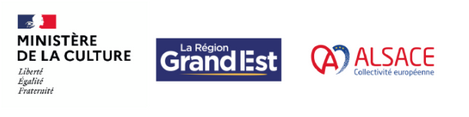 MINISTÈRE
DE LA CULTURE
Liberté
Égalité
Fraternité
La Région
Grand Est
ALSACE
Collectivité européenne